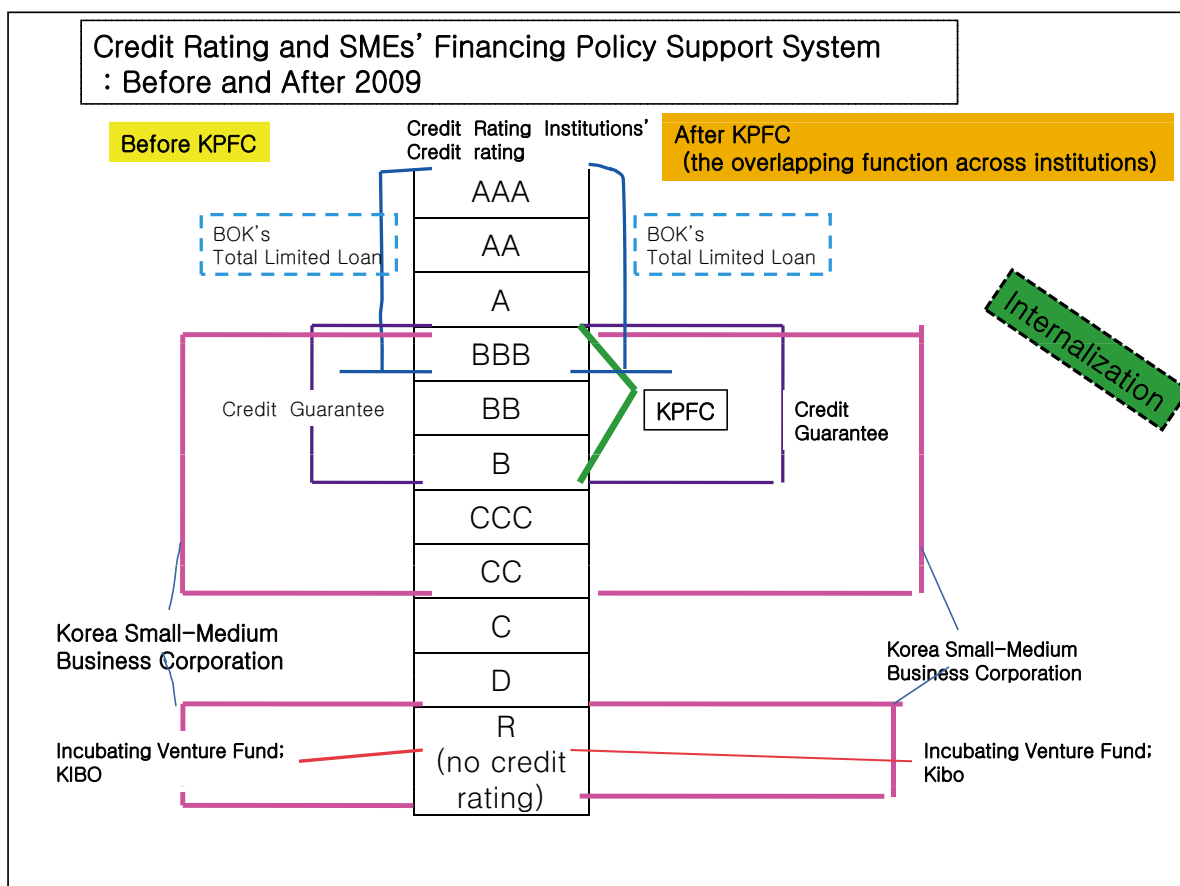 Credit Rating and SMEs' Financing Policy Support System
: Before and After 2009
Before KPFC
Credit Rating Institutions'
Credit rating
After KPFC
(the overlapping function across institutions)
AAA
AA
A
BBB
BB
B
CCC
CC
C
D
R
(no credit
rating)
BOK's
Total Limited Loan
BOK's
Total Limited Loan
Internalization
Credit Guarantee
KPFC
Credit
Guarantee
Korea Small-Medium
Business Corporation
Korea Small-Medium
Business Corporation
Incubating Venture Fund;
KIBO
Incubating Venture Fund;
Kibo